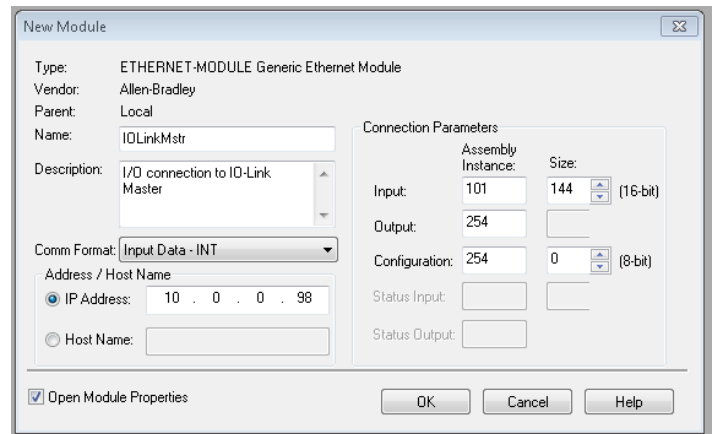 New Module
Type: ETHERNET-MODULE Generic Ethernet Module
Vendor: Allen-Bradley
Parent: Local
Name: IOLinkMstr
Description: I/O connection to IO-Link
Master
Comm Format: Input Data - INT
Address / Host Name
IP Address: 10 . 0 . 0 . 98
Host Name:
Connection Parameters
Assembly
Instance: Size:
Input: 101 144 (16-bit)
Output: 254
Configuration: 254 0 (8-bit)
Status Input:
Status Output:
Open Module Properties
OK Cancel Help